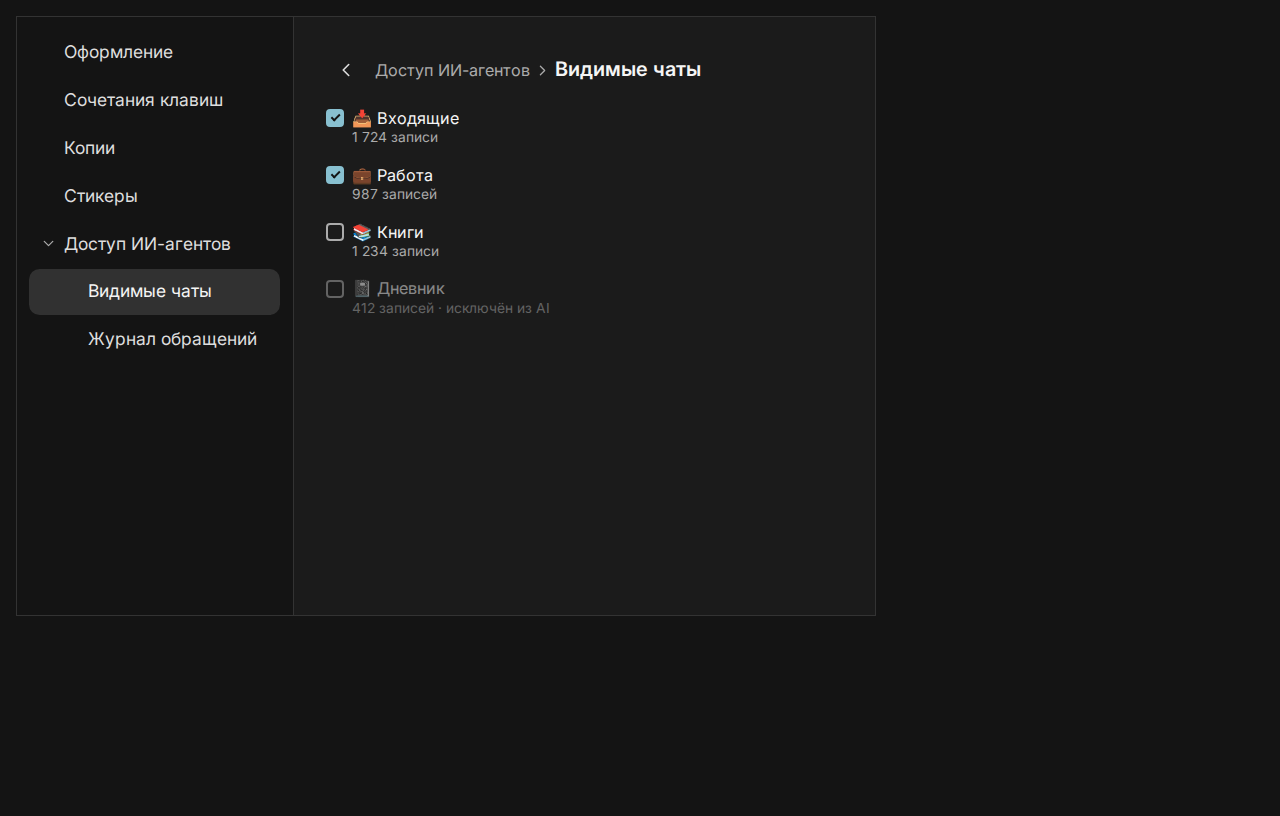 Оформление
Сочетания клавиш
Копии
Стикеры
Доступ ИИ-агентов
Видимые чаты
Журнал обращений
Доступ ИИ-агентов > Видимые чаты
Входящие
1 724 записи
Работа
987 записей
Книги
1 234 записи
Дневник
412 записей · исключён из AI